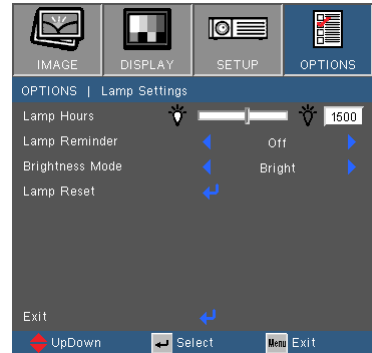 IMAGE DISPLAY SETUP OPTIONS
OPTIONS | Lamp Settings
Lamp Hours 1500
Lamp Reminder Off
Brightness Mode Bright
Lamp Reset
Exit
UpDown Select Menu Exit